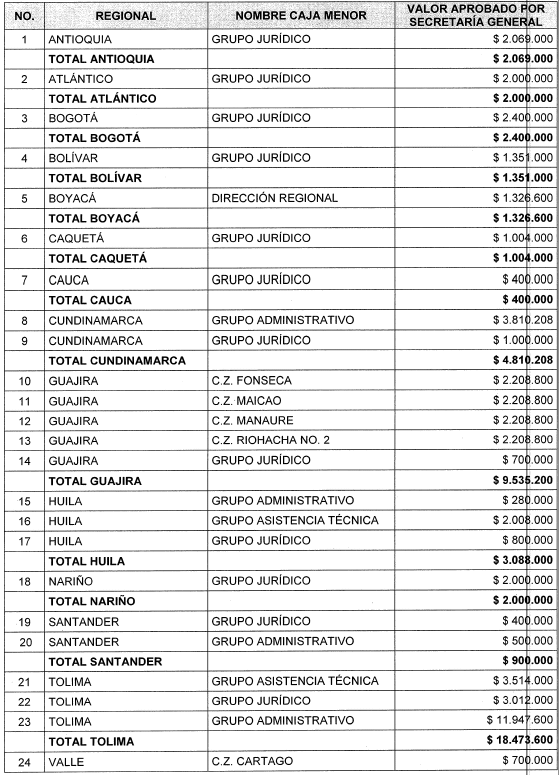 NO. REGIONAL NOMBRE CAJA MENOR VALOR APROBADO POR SECRETARÍA GENERAL
1 ANTIOQUIA GRUPO JURÍDICO $ 2.069.000
TOTAL ANTIOQUIA $ 2.069.000
2 ATLÁNTICO GRUPO JURÍDICO $ 2.000.000
TOTAL ATLÁNTICO $ 2.000.000
3 BOGOTÁ GRUPO JURÍDICO $ 2.400.000
TOTAL BOGOTÁ $ 2.400.000
4 BOLÍVAR GRUPO JURÍDICO $ 1.351.000
TOTAL BOLÍVAR $ 1.351.000
5 BOYACÁ DIRECCIÓN REGIONAL $ 1.326.600
TOTAL BOYACÁ $ 1.326.600
6 CAQUETÁ GRUPO JURÍDICO $ 1.004.000
TOTAL CAQUETÁ $ 1.004.000
7 CAUCA GRUPO JURÍDICO $ 400.000
TOTAL CAUCA $ 400.000
8 CUNDINAMARCA GRUPO ADMINISTRATIVO $ 3.810.208
9 CUNDINAMARCA GRUPO JURÍDICO $ 1.000.000
TOTAL CUNDINAMARCA $ 4.810.208
10 GUAJIRA C.Z. FONSECA $ 2.208.800
11 GUAJIRA C.Z. MAICAO $ 2.208.800
12 GUAJIRA C.Z. MANAURE $ 2.208.800
13 GUAJIRA C.Z. RIOHACHA NO. 2 $ 2.208.800
14 GUAJIRA GRUPO JURÍDICO $ 700.000
TOTAL GUAJIRA $ 9.535.200
15 HUILA GRUPO ADMINISTRATIVO $ 280.000
16 HUILA GRUPO ASISTENCIA TÉCNICA $ 2.008.000
17 HUILA GRUPO JURÍDICO $ 800.000
TOTAL HUILA $ 3.088.000
18 NARIÑO GRUPO JURÍDICO $ 2.000.000
TOTAL NARIÑO $ 2.000.000
19 SANTANDER GRUPO JURÍDICO $ 400.000
20 SANTANDER GRUPO ADMINISTRATIVO $ 500.000
TOTAL SANTANDER $ 900.000
21 TOLIMA GRUPO ASISTENCIA TÉCNICA $ 3.514.000
22 TOLIMA GRUPO JURÍDICO $ 3.012.000
23 TOLIMA GRUPO ADMINISTRATIVO $ 11.947.600
TOTAL TOLIMA $ 18.473.600
24 VALLE C.Z. CARTAGO $ 700.000